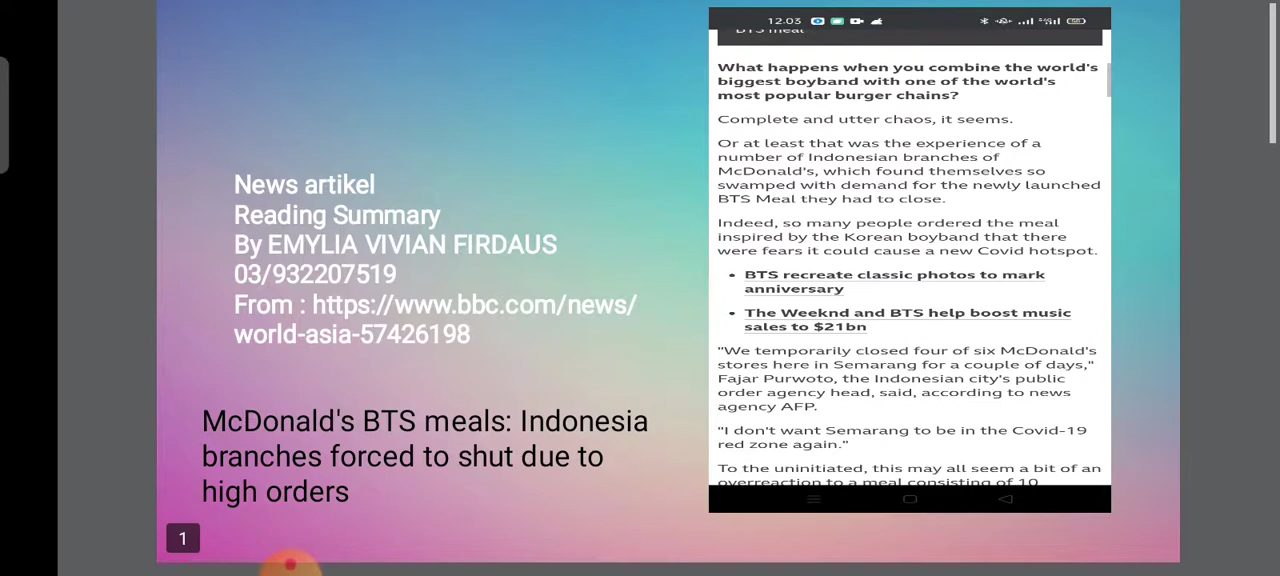 News artikel
Reading Summary
By EMYLIA VIVIAN FIRDAUS
03/932207519
From : https://www.bbc.com/news/
world-asia-57426198
McDonald's BTS meals: Indonesia
branches forced to shut due to
high orders
1
12.03
BTS meal
What happens when you combine the world's
biggest boyband with one of the world's
most popular burger chains?
Complete and utter chaos, it seems.
Or at least that was the experience of a
number of Indonesian branches of
McDonald's, which found themselves so
swamped with demand for the newly launched
BTS Meal they had to close.
Indeed, so many people ordered the meal
inspired by the Korean boyband that there
were fears it could cause a new Covid hotspot.
• BTS recreate classic photos to mark
anniversary
• The Weeknd and BTS help boost music
sales to $21bn
"We temporarily closed four of six McDonald's
stores here in Semarang for a couple of days,"
Fajar Purwoto, the Indonesian city's public
order agency head, said, according to news
agency AFP.
"I don't want Semarang to be in the Covid-19
red zone again."
To the uninitiated, this may all seem a bit of an
overreaction to a meal consisting of 10